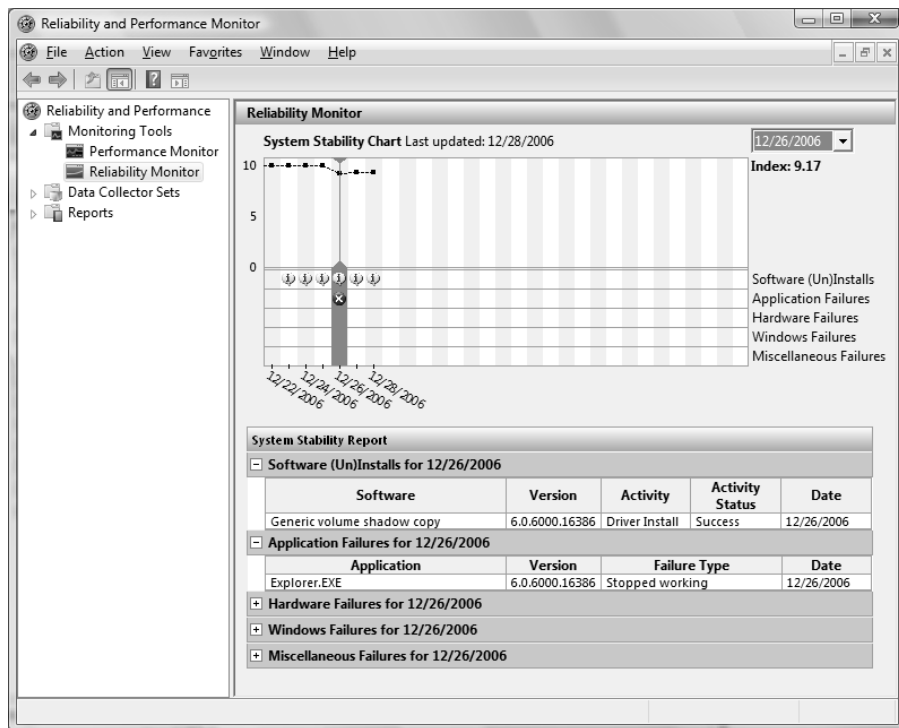 Reliability and Performance Monitor
File Action View Favorites Window Help
Reliability and Performance
Monitoring Tools
Performance Monitor
Reliability Monitor
Data Collector Sets
Reports
Reliability Monitor
System Stability Chart Last updated: 12/28/2006
12/26/2006
Index: 9.17
10
5
0
Software (Un)Installs
Application Failures
Hardware Failures
Windows Failures
Miscellaneous Failures
12/22/2006
12/24/2006
12/26/2006
12/28/2006
System Stability Report
Software (Un)Installs for 12/26/2006
Software Version Activity Activity Status Date
Generic volume shadow copy 6.0.6000.16386 Driver Install Success 12/26/2006
Application Failures for 12/26/2006
Application Version Failure Type Date
Explorer.EXE 6.0.6000.16386 Stopped working 12/26/2006
Hardware Failures for 12/26/2006
Windows Failures for 12/26/2006
Miscellaneous Failures for 12/26/2006